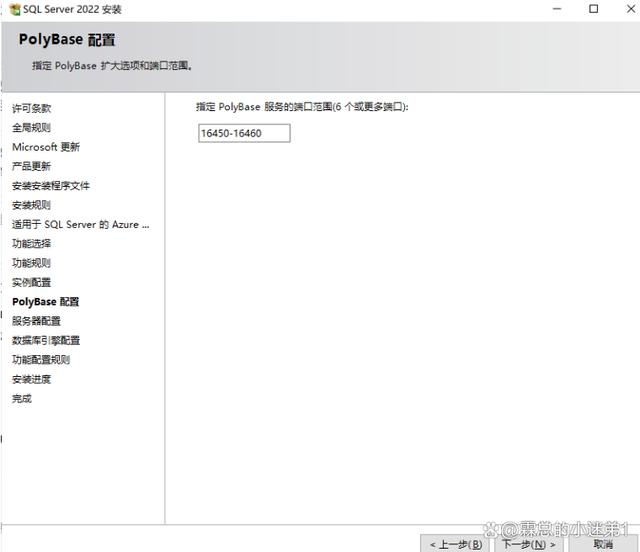 SQL Server 2022 安装
PolyBase 配置
指定 PolyBase 扩大选项和端口范围。
许可条款
全局规则
Microsoft 更新
产品更新
安装安装程序文件
安装规则
适用于 SQL Server 的 Azure ...
功能选择
功能规则
实例配置
PolyBase 配置
服务器配置
数据库引擎配置
功能配置规则
安装进度
完成
指定 PolyBase 服务的端口范围(6 个或更多端口):
16450-16460
@霖总的小迷弟1
< 上一步(B)
下一步(N) >
取消